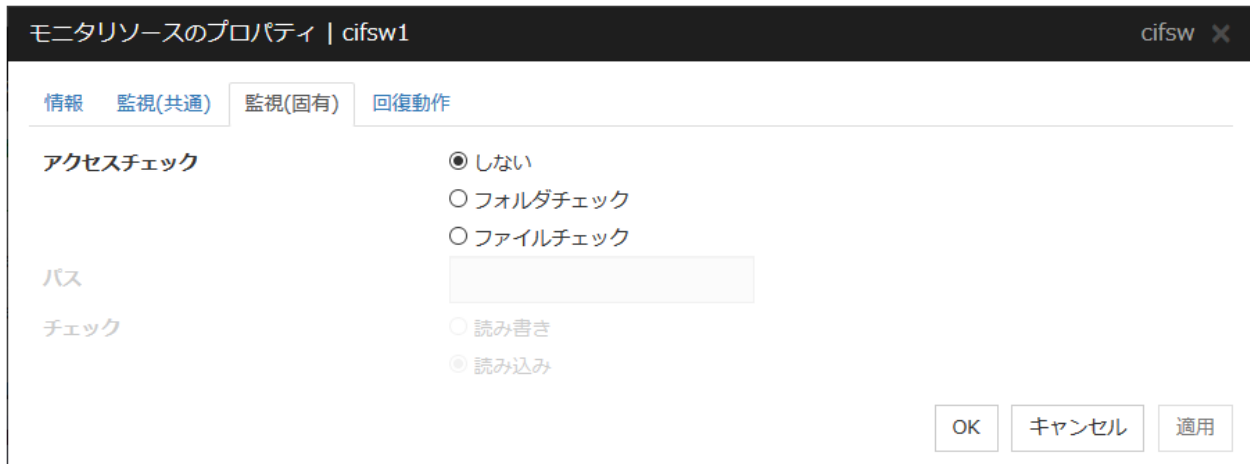 モニタリソースのプロパティ | cifsw1 cifsw ×
情報 監視(共通) 監視(固有) 回復動作
アクセスチェック しない
フォルダチェック
ファイルチェック
パス
チェック 読み書き
読み込み
OK キャンセル 適用